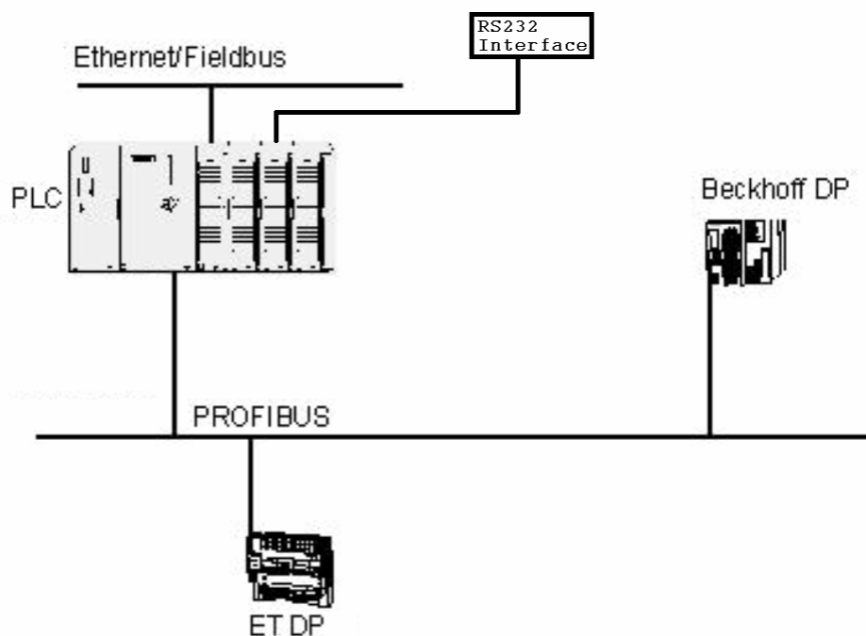 RS232
Interface
Ethernet/Fieldbus
PLC
Beckhoff DP
PROFIBUS
ET DP